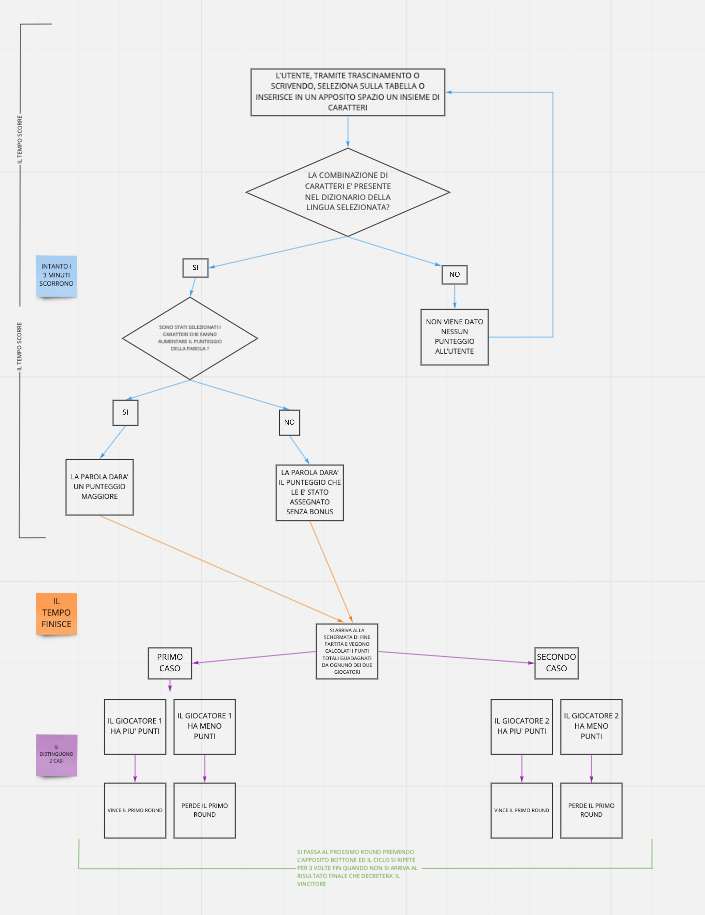 L'UTENTE, TRAMITE TRASCINAMENTO O
SCRIVENDO, SELEZIONA SULLA TABELLA O
INSERISCE IN UN APPOSITO SPAZIO UN INSIEME DI
CARATTERI
IL TEMPO SCORRE
LA COMBINAZIONE DI
CARATTERI E' PRESENTE
NEL DIZIONARIO DELLA
LINGUA SELEZIONATA?
INTANTO I
3 MINUTI
SCORRONO
SI
NO
IL TEMPO SCORRE
SONO STATI SELEZIONATI I
CARATTERI CHE FANNO
AUMENTARE IL PUNTEGGIO
DELLA PAROLA ?
NON VIENE DATO
NESSUN
PUNTEGGIO
ALL'UTENTE
SI
NO
LA PAROLA DARA'
UN PUNTEGGIO
MAGGIORE
LA PAROLA DARA'
IL PUNTEGGIO CHE
LE E' STATO
ASSEGNATO
SENZA BONUS
IL
TEMPO
FINISCE
SI ARRIVA ALLA
SCHERMATA DI FINE
PARTITA E VEGONO
CALCOLATI I PUNTI
TOTALI GUADAGNATI
DA OGNUNO DEI DUE
GIOCATORI
PRIMO
CASO
SECONDO
CASO
IL GIOCATORE 1
HA PIU' PUNTI
IL GIOCATORE 1
HA MENO
PUNTI
IL GIOCATORE 2
HA PIU' PUNTI
IL GIOCATORE 2
HA MENO
PUNTI
SI
DISTINGUONO
2 CASI
VINCE IL PRIMO ROUND
PERDE IL PRIMO
ROUND
VINCE IL PRIMO ROUND
PERDE IL PRIMO
ROUND
SI PASSA AL PROSSIMO ROUND PREMENDO
L'APPOSITO BOTTONE ED IL CICLO SI RIPETE
PER 3 VOLTE FIN QUANDO NON SI ARRIVA AL
RISULTATO FINALE CHE DECRETERA' IL
VINCITORE